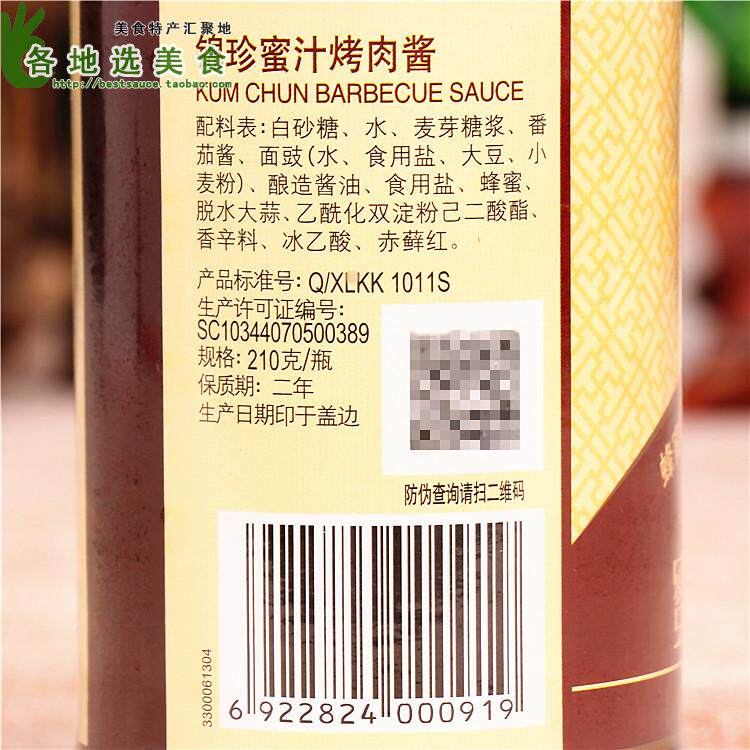 美食特产汇聚地
各地选美食
http://bestsauce.taobao.com
锦珍蜜汁烤肉酱
KUM CHUN BARBECUE SAUCE
配料表:白砂糖、水、麦芽糖浆、番
茄酱、面豉(水、食用盐、大豆、小
麦粉)、酿造酱油、食用盐、蜂蜜、
脱水大蒜、乙酰化双淀粉己二酸酯、
香辛料、冰乙酸、赤藓红。
产品标准号: Q/XLKK 1011S
生产许可证编号:
SC10344070500389
规格: 210克/瓶
保质期: 二年
生产日期印于盖边
防伪查询请扫二维码
3300061304
6 922824 000919